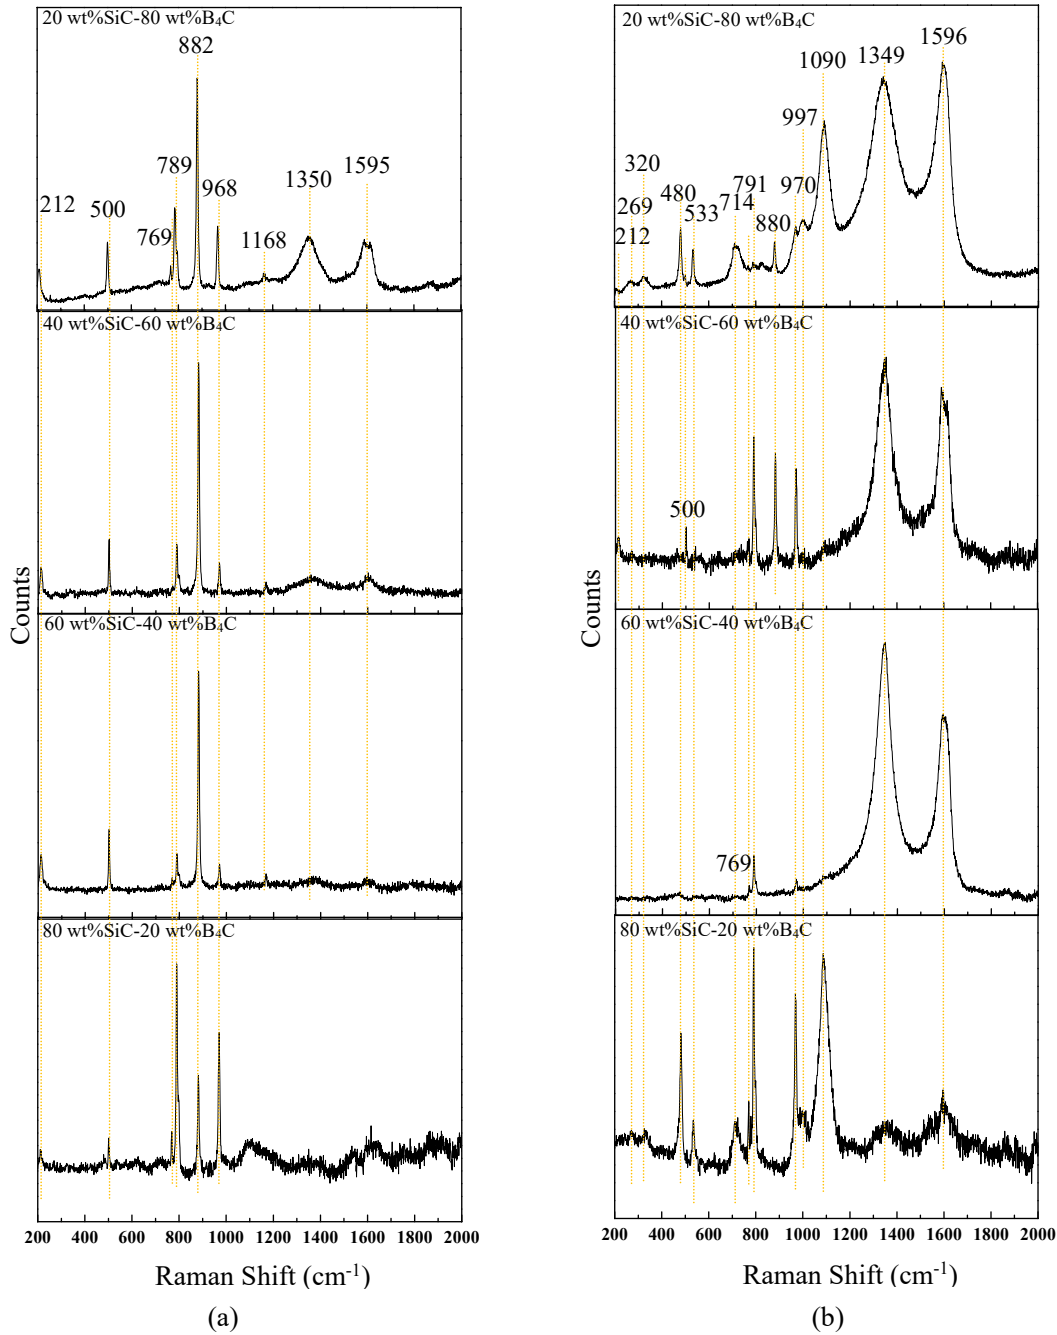 20 wt%SiC-80 wt%B₄C
882
789
1595
1350
212
500
769
968
1168
40 wt%SiC-60 wt%B₄C
60 wt%SiC-40 wt%B₄C
80 wt%SiC-20 wt%B₄C
Counts
200 400 600 800 1000 1200 1400 1600 1800 2000
Raman Shift (cm⁻¹)
(a)
20 wt%SiC-80 wt%B₄C
1596
1349
1090
997
320
269
480
791
970
714
212
533
880
40 wt%SiC-60 wt%B₄C
500
60 wt%SiC-40 wt%B₄C
769
80 wt%SiC-20 wt%B₄C
Counts
200 400 600 800 1000 1200 1400 1600 1800 2000
Raman Shift (cm⁻¹)
(b)